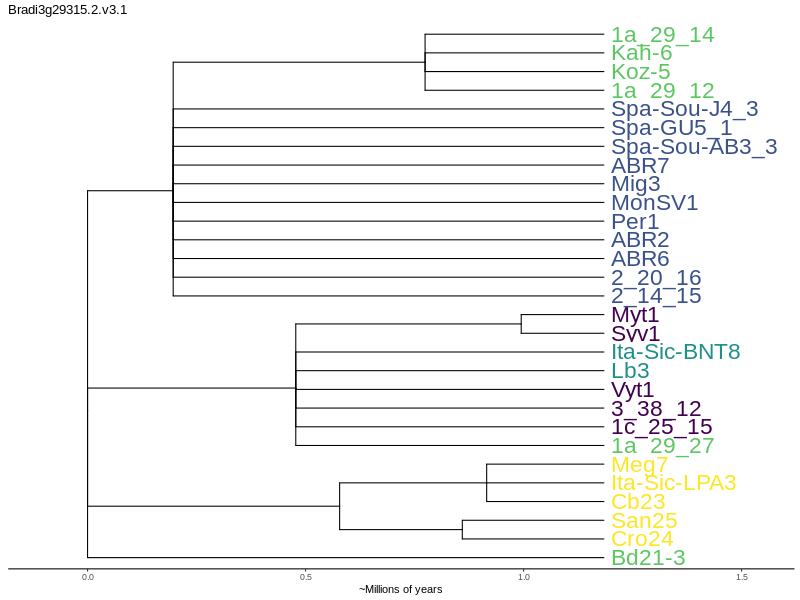 Bradi3g29315.2.v3.1
1a_29_14
Kah-6
Koz-5
1a_29_12
Spa-Sou-J4_3
Spa-GU5_1
Spa-Sou-AB3_3
ABR7
Mig3
MonSV1
Per1
ABR2
ABR6
2_20_16
2_14_15
Myt1
Svv1
Ita-Sic-BNT8
Lb3
Vyt1
3_38_12
1c_25_15
1a_29_27
Meq7
Ita-Sic-LPA3
Cb23
San25
Cro24
Bd21-3
0.0 0.5 1.0 1.5
~Millions of years